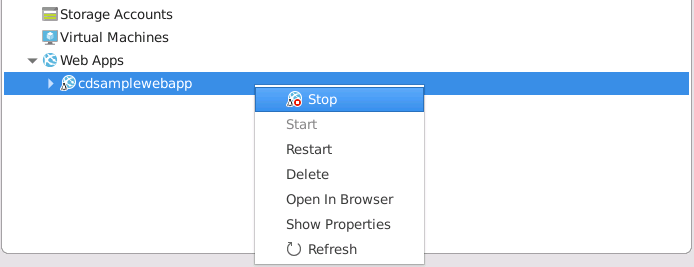 Storage Accounts
Virtual Machines
Web Apps
cdsamplewebapp
Stop
Start
Restart
Delete
Open In Browser
Show Properties
Refresh